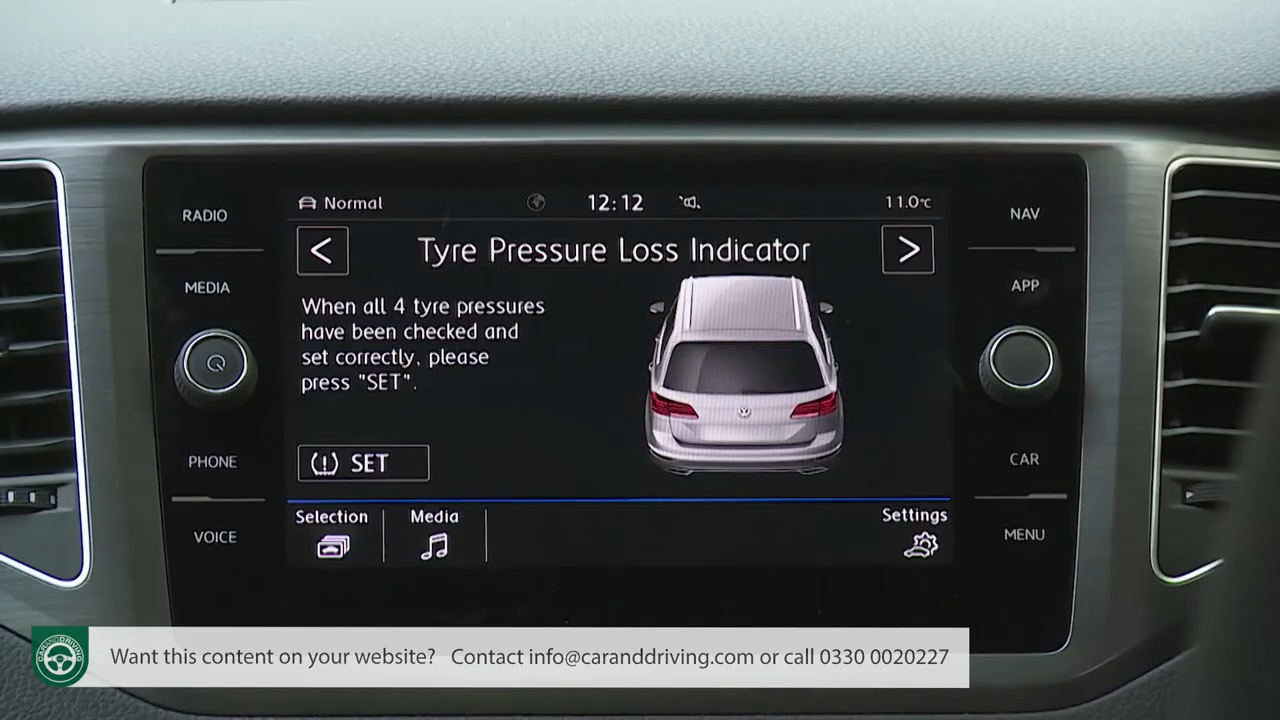 RADIO
MEDIA
PHONE
VOICE
Normal
12:12
11.0°C
<
Tyre Pressure Loss Indicator
>
When all 4 tyre pressures
have been checked and
set correctly, please
press "SET".
SET
Selection
Media
Settings
NAV
APP
CAR
MENU
CARANDDRIVING
Want this content on your website? Contact info@caranddriving.com or call 0330 0020227